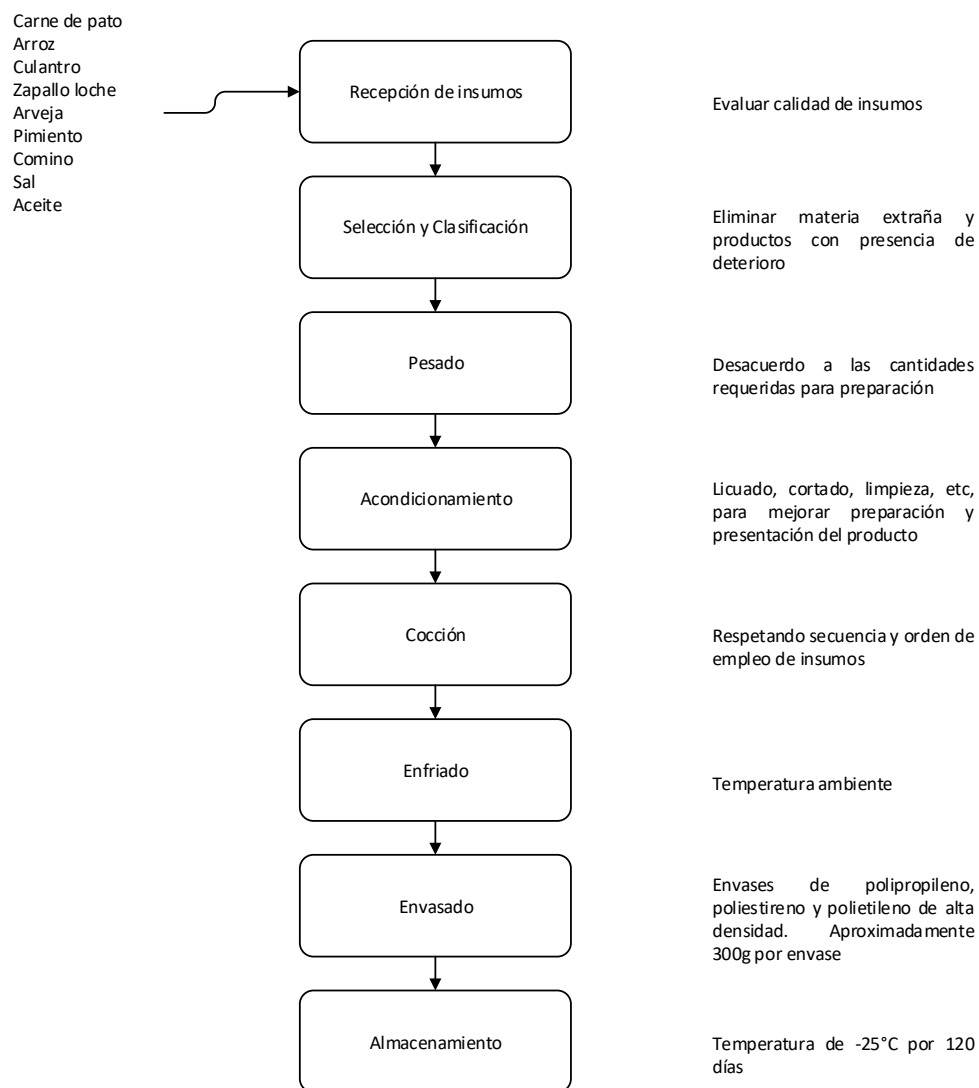 Carne de pato
Arroz
Culantro
Zapallo loche
Arveja
Pimiento
Comino
Sal
Aceite
Recepción de insumos
Evaluar calidad de insumos
Selección y Clasificación
Eliminar materia extraña y
productos con presencia de
deterioro
Pesado
Desacuerdo a las cantidades
requeridas para preparación
Acondicionamiento
Licuado, cortado, limpieza, etc,
para mejorar preparación y
presentación del producto
Cocción
Respetando secuencia y orden de
empleo de insumos
Enfriado
Temperatura ambiente
Envasado
Envases de polipropileno,
poliestireno y polietileno de alta
densidad. Aproximadamente
300g por envase
Almacenamiento
Temperatura de -25°C por 120
días